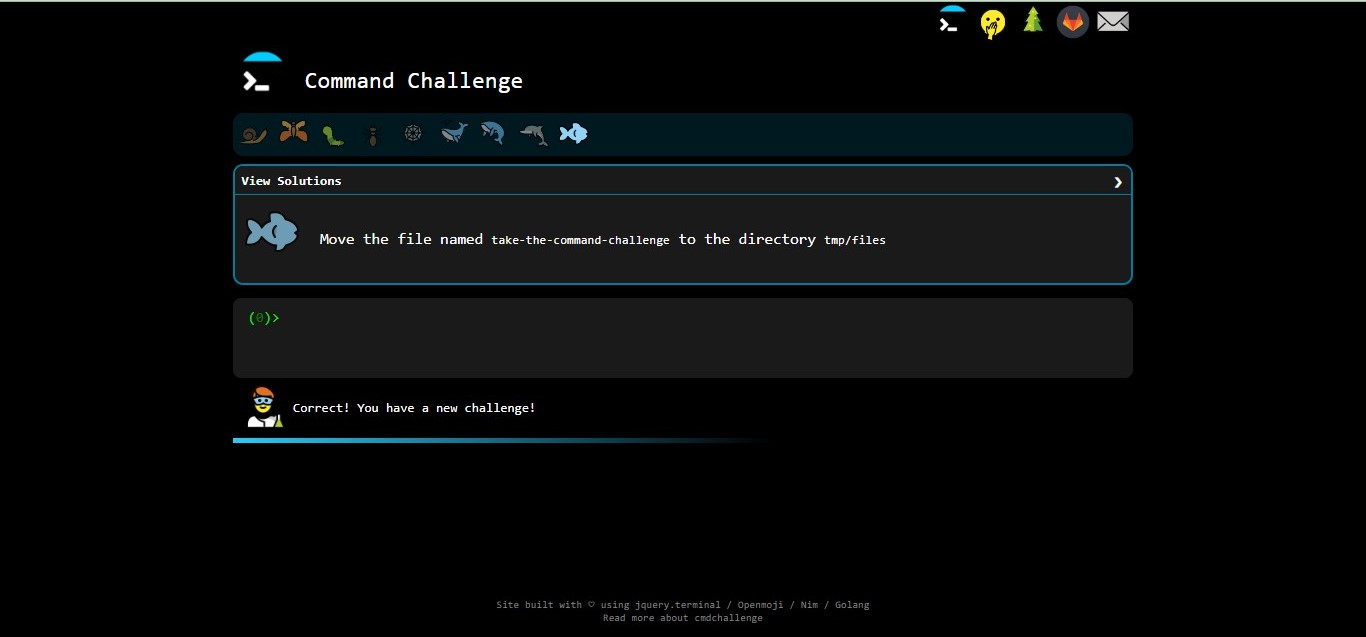 Command Challenge
View Solutions
Move the file named take-the-command-challenge to the directory tmp/files
(0)>
Correct! You have a new challenge!
Site built with ♡ using jquery.terminal / Openmoji / Nim / Golang
Read more about cmdchallenge